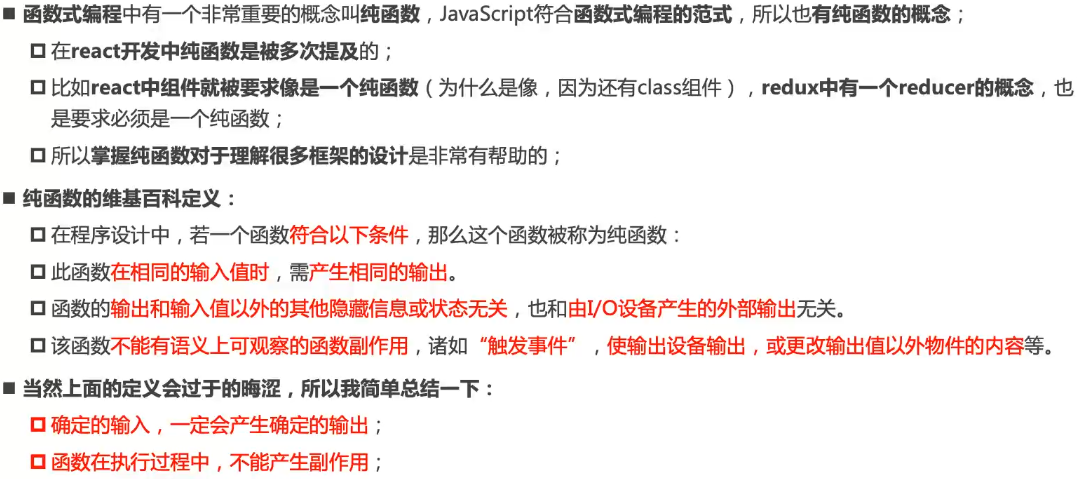 函数式编程中有一个非常重要的概念叫纯函数，JavaScript符合函数式编程的范式，所以也有纯函数的概念；
在react开发中纯函数是被多次提及的；
比如react中组件就被要求像是一个纯函数（为什么是像，因为还有class组件），redux中有一个reducer的概念，也
是要求必须是一个纯函数；
所以掌握纯函数对于理解很多框架的设计是非常有帮助的；
纯函数的维基百科定义：
在程序设计中，若一个函数符合以下条件，那么这个函数被称为纯函数：
此函数在相同的输入值时，需产生相同的输出。
函数的输出和输入值以外的其他隐藏信息或状态无关，也和由I/O设备产生的外部输出无关。
该函数不能有语义上可观察的函数副作用，诸如“触发事件”，使输出设备输出，或更改输出值以外物件的内容等。
当然上面的定义会过于的晦涩，所以我简单总结一下：
确定的输入，一定会产生确定的输出；
函数在执行过程中，不能产生副作用；